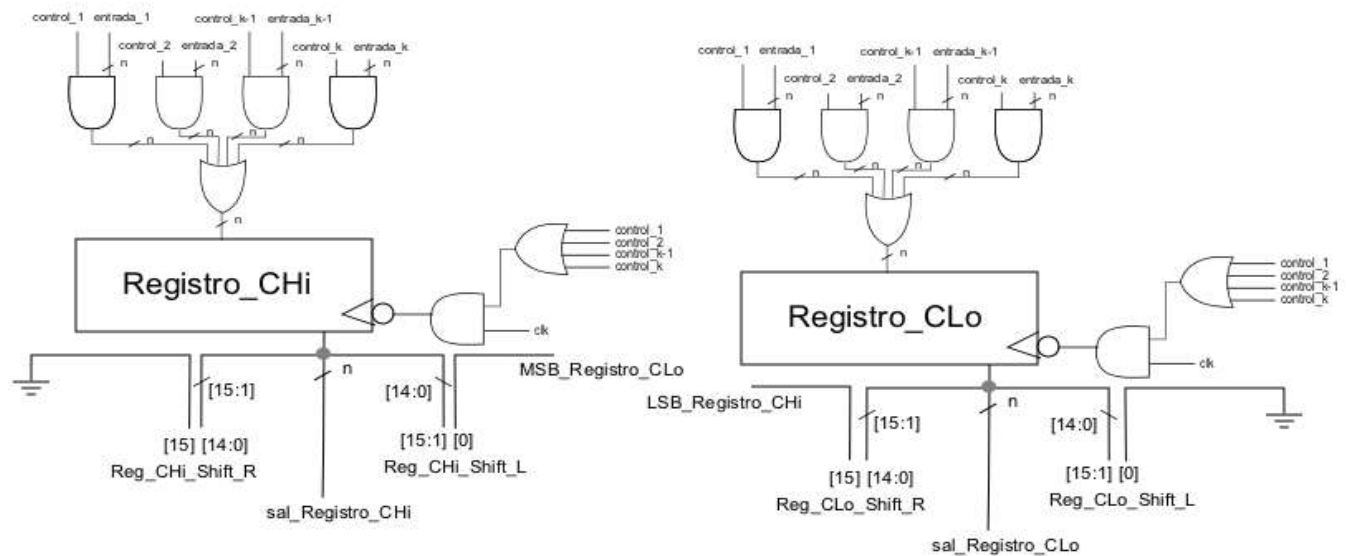 control_1 entrada_1 control_k-1 entrada_k-1
control_2 entrada_2 control_k entrada_k
n n n n
n n n n
n
control_1
control_2
control_k-1
control_k
Registro_CHi
clk
n
MSB_Registro_CLo
[15:1] [14:0]
[15] [14:0] [15:1] [0]
Reg_CHi_Shift_R Reg_CHi_Shift_L
sal_Registro_CHi
control_1 entrada_1 control_k-1 entrada_k-1
control_2 entrada_2 control_k entrada_k
n n n n
n n n n
n
control_1
control_2
control_k-1
control_k
Registro_CLo
clk
LSB_Registro_CHi n
[15:1] [14:0]
[15] [14:0] [15:1] [0]
Reg_CLo_Shift_R Reg_CLo_Shift_L
sal_Registro_CLo